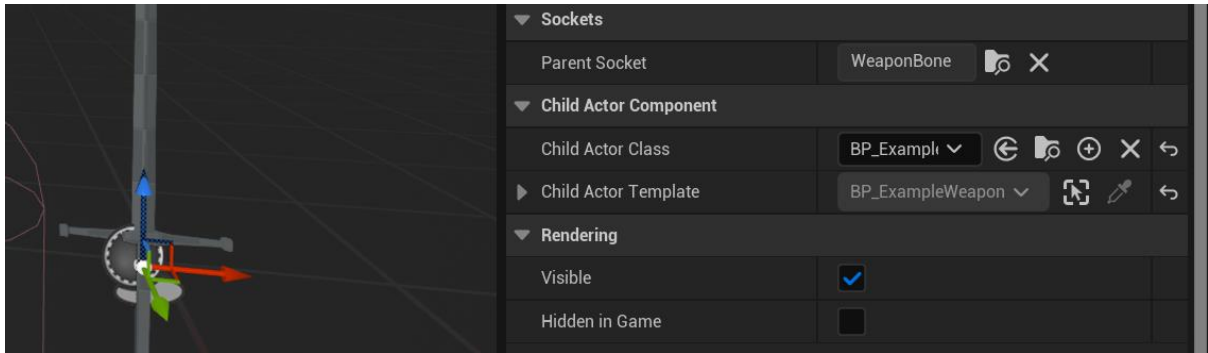 Sockets
Parent Socket WeaponBone
Child Actor Component
Child Actor Class BP_Exampl
Child Actor Template BP_ExampleWeapon
Rendering
Visible
Hidden in Game